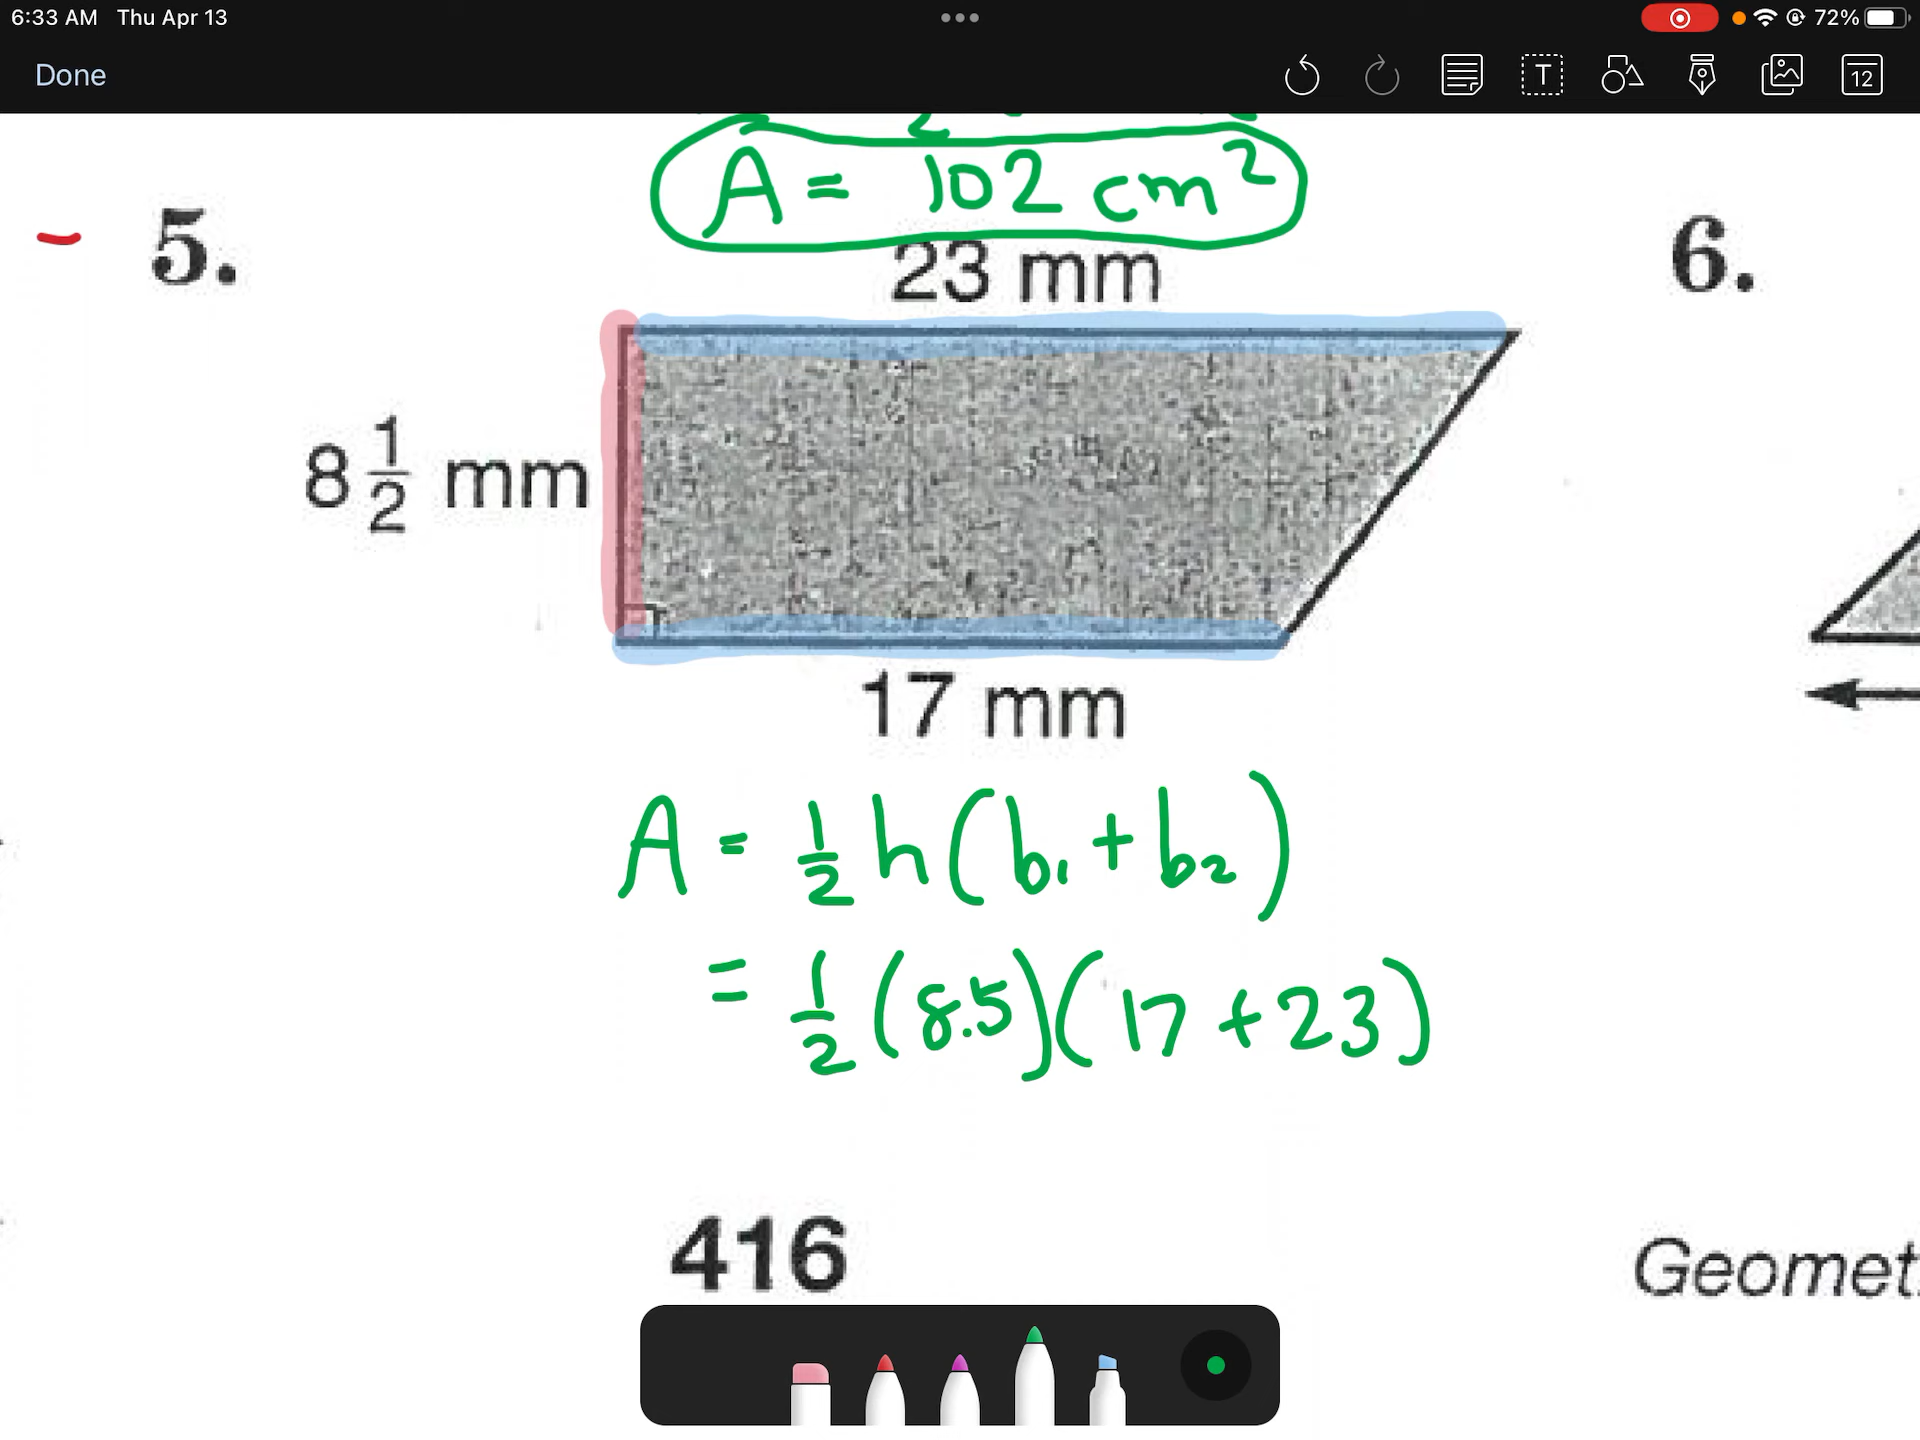 6:33 AM Thu Apr 13
72%
Done
T
12
A = 102 cm²
5.
6.
23 mm
8 1/2 mm
17 mm
A = 1/2 h(b₁ + b₂)
= 1/2 (8.5)(17 + 23)
416
Geomet